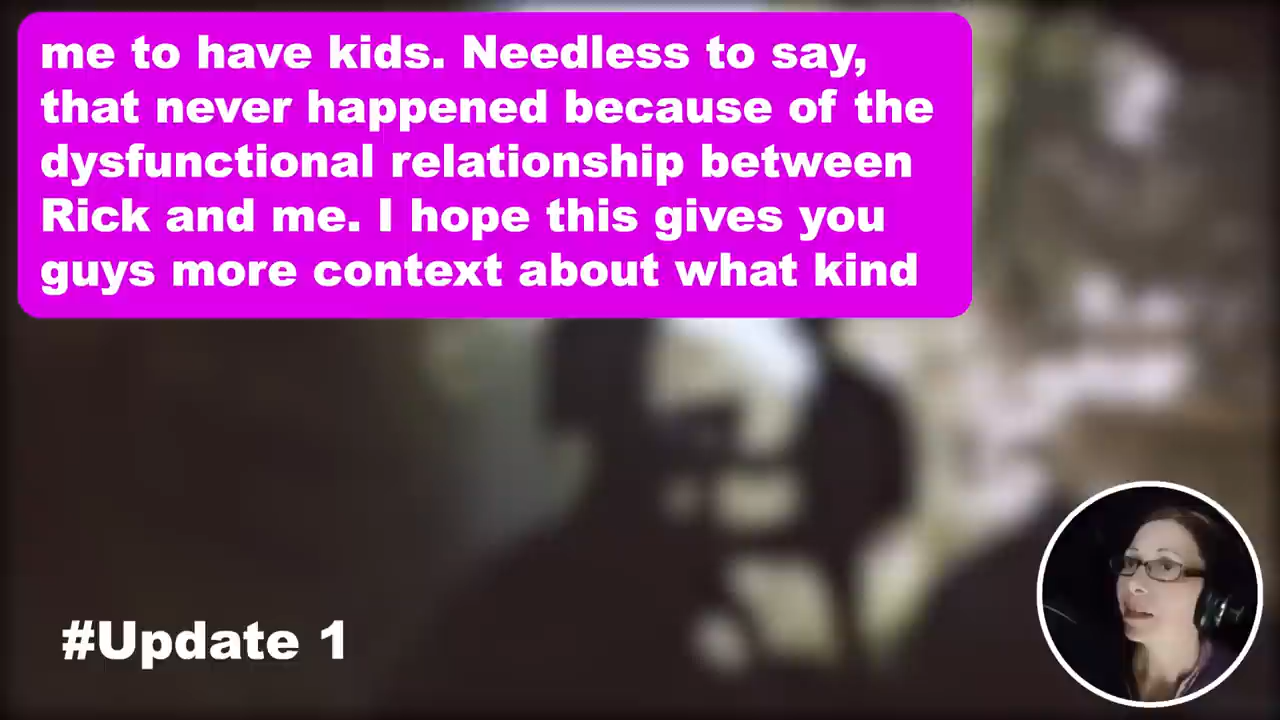 me to have kids. Needless to say,
that never happened because of the
dysfunctional relationship between
Rick and me. I hope this gives you
guys more context about what kind
#Update 1